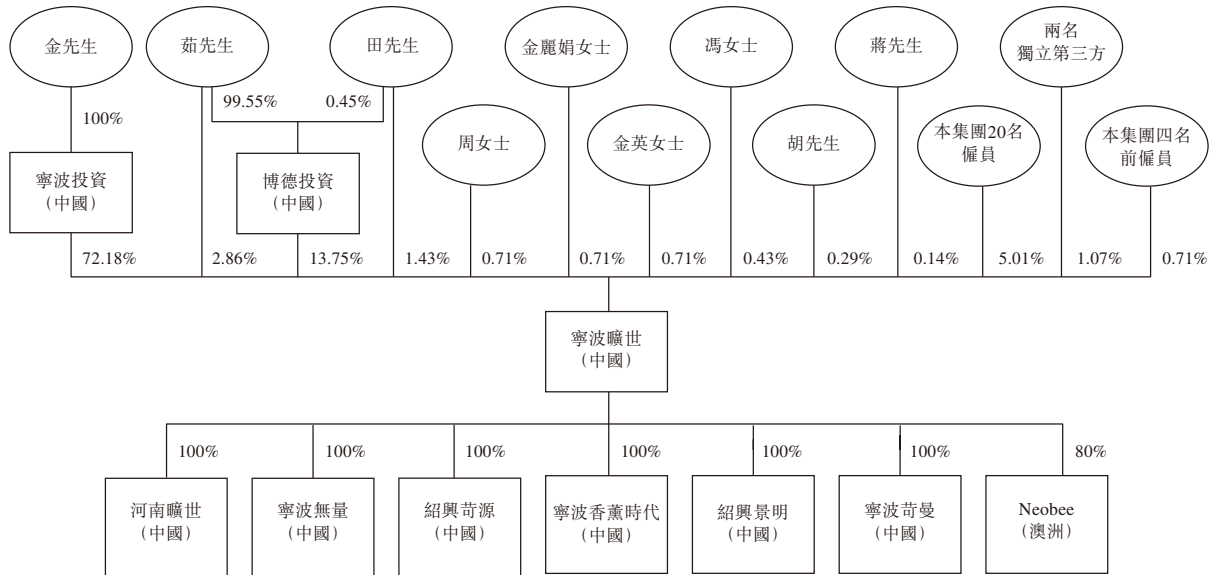 金先生
茹先生
田先生
金麗娟女士
馮女士
蔣先生
兩名
獨立第三方
99.55%
0.45%
100%
周女士
金英女士
胡先生
本集團20名
僱員
本集團四名
前僱員
寧波投資
(中國)
博德投資
(中國)
72.18%
2.86%
13.75%
1.43%
0.71%
0.71%
0.71%
0.43%
0.29%
0.14%
5.01%
1.07%
0.71%
寧波曠世
(中國)
100%
100%
100%
100%
100%
100%
80%
河南曠世
(中國)
寧波無量
(中國)
紹興苛源
(中國)
寧波香薰時代
(中國)
紹興景明
(中國)
寧波苛曼
(中國)
Neobee
(澳洲)